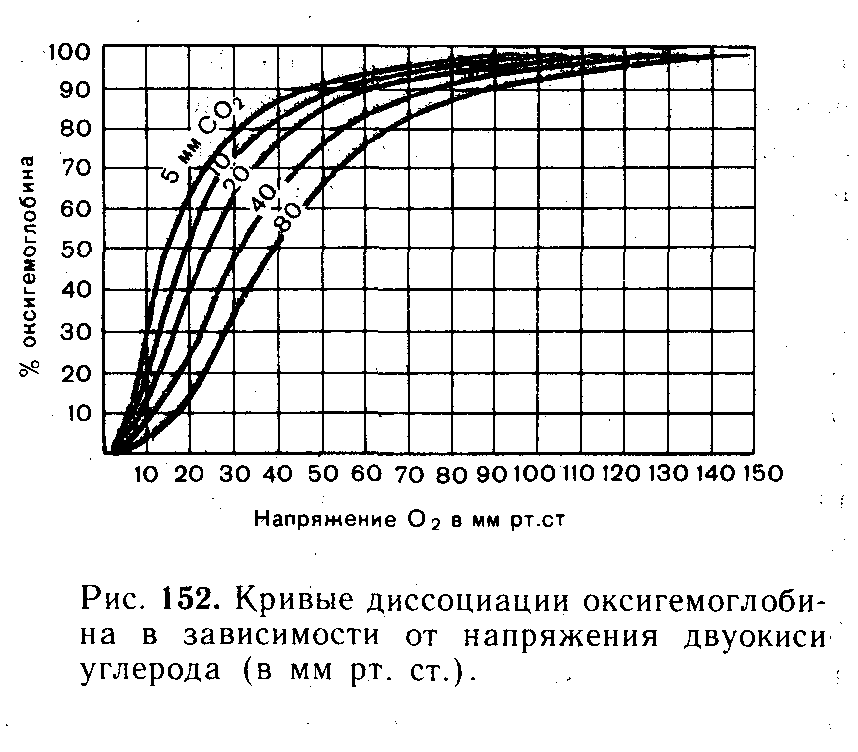 100
90
80
70
60
50
40
30
20
10
% оксигемоглобина
5 мм CO2
10
20
40
80
10 20 30 40 50 60 70 80 90 100 110 120 130 140 150
Напряжение O2 в мм рт.ст
Рис. 152. Кривые диссоциации оксигемоглоби-
на в зависимости от напряжения двуокиси
углерода (в мм рт. ст.).